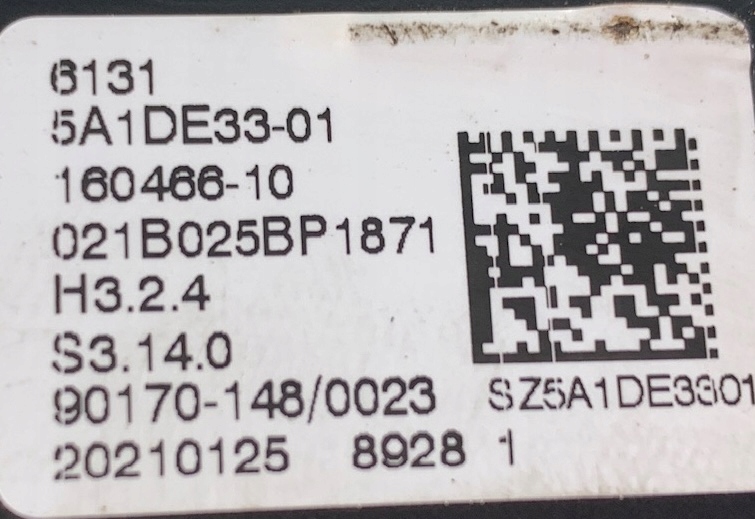 6131
5A1DE33-01
160466-10
021B025BP1871
H3.2.4
S3.14.0
90170-148/0023
SZ5A1DE3301
20210125 8928 1